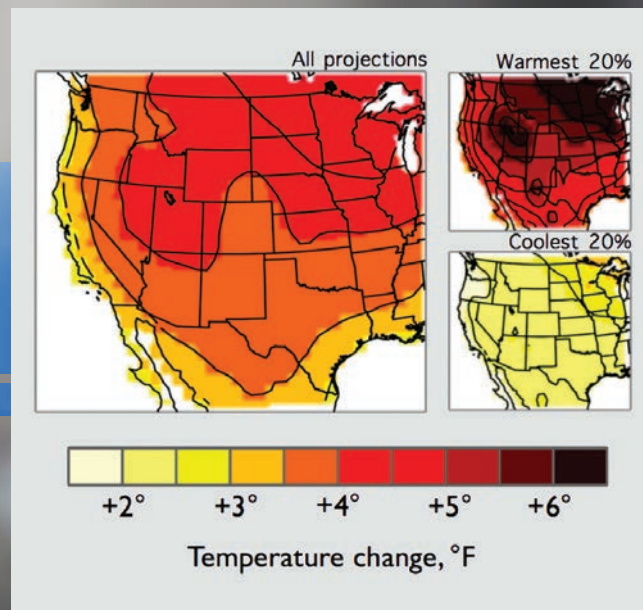 All projections
Warmest 20%
Coolest 20%
+2° +3° +4° +5° +6°
Temperature change, °F